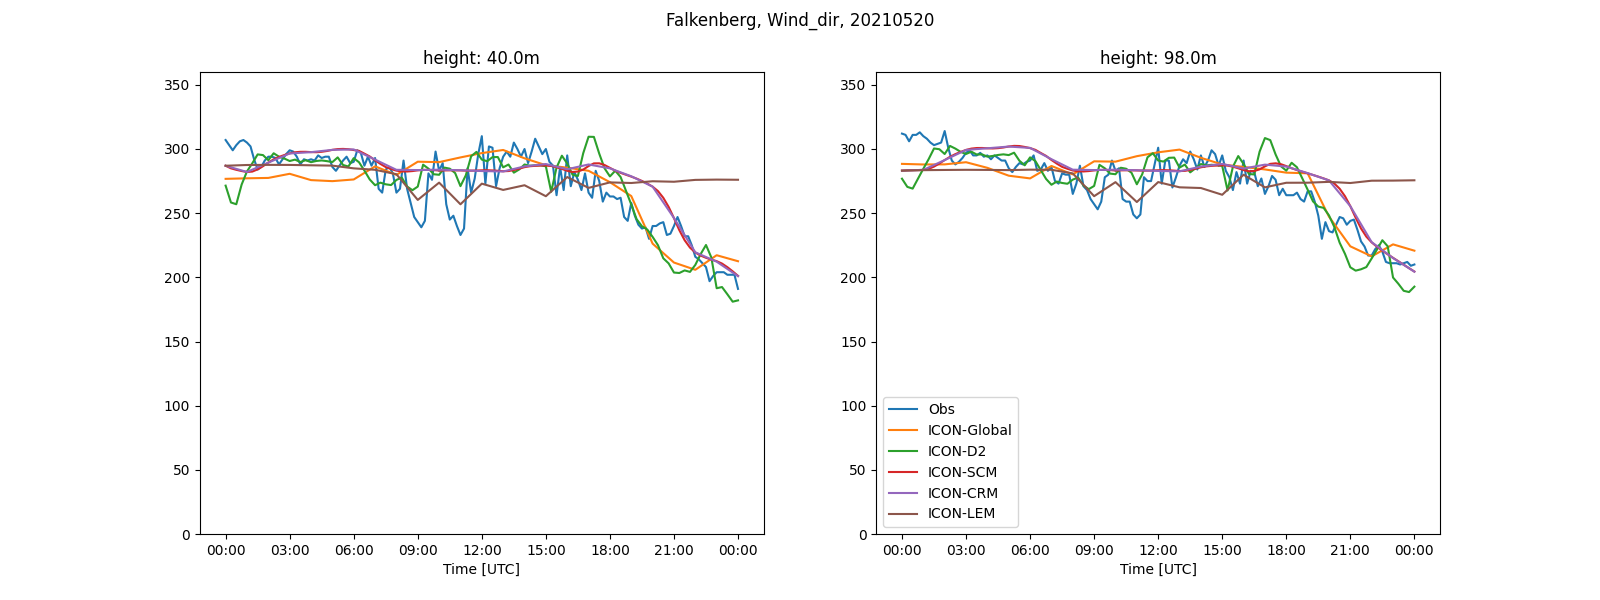 Falkenberg, Wind_dir, 20210520
height: 40.0m
350
300
250
200
150
100
50
0
00:00 03:00 06:00 09:00 12:00 15:00 18:00 21:00 00:00
Time [UTC]
height: 98.0m
350
300
250
200
150
100
50
0
Obs
ICON-Global
ICON-D2
ICON-SCM
ICON-CRM
ICON-LEM
00:00 03:00 06:00 09:00 12:00 15:00 18:00 21:00 00:00
Time [UTC]